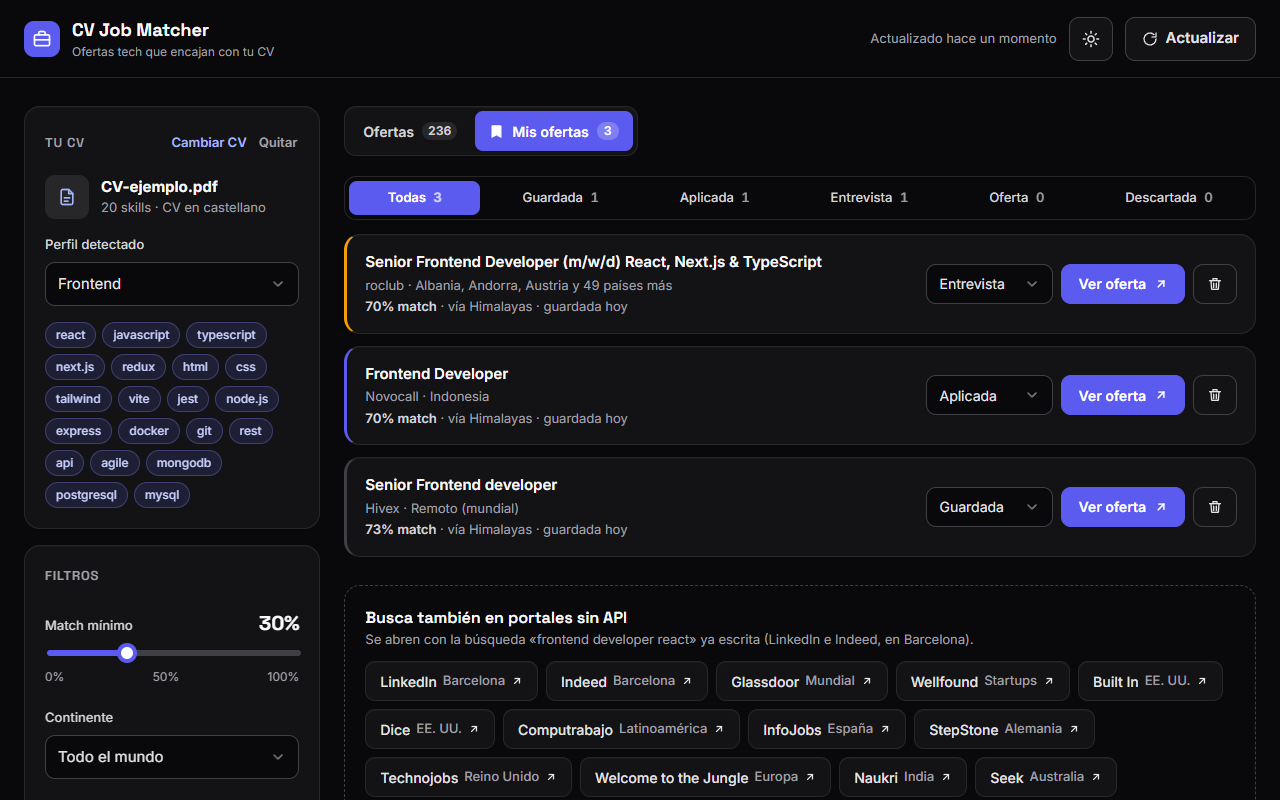 CV Job Matcher
Ofertas tech que encajan con tu CV
Actualizado hace un momento
Actualizar
TU CV
Cambiar CV
Quitar
CV-ejemplo.pdf
20 skills · CV en castellano
Perfil detectado
Frontend
react javascript typescript
next.js redux html css
tailwind vite jest node.js
express docker git rest
api agile mongodb
postgresql mysql
FILTROS
Match mínimo 30%
0% 50% 100%
Continente
Todo el mundo
Ofertas 236
Mis ofertas 3
Todas 3
Guardada 1
Aplicada 1
Entrevista 1
Oferta 0
Descartada 0
Senior Frontend Developer (m/w/d) React, Next.js & TypeScript
roclub · Albania, Andorra, Austria y 49 países más
70% match · vía Himalayas · guardada hoy
Entrevista
Ver oferta
Frontend Developer
Novocall · Indonesia
70% match · vía Himalayas · guardada hoy
Aplicada
Ver oferta
Senior Frontend developer
Hivex · Remoto (mundial)
73% match · vía Himalayas · guardada hoy
Guardada
Ver oferta
Busca también en portales sin API
Se abren con la búsqueda «frontend developer react» ya escrita (LinkedIn e Indeed, en Barcelona).
LinkedIn Barcelona
Indeed Barcelona
Glassdoor Mundial
Wellfound Startups
Built In EE. UU.
Dice EE. UU.
Computrabajo Latinoamérica
InfoJobs España
StepStone Alemania
Technojobs Reino Unido
Welcome to the Jungle Europa
Naukri India
Seek Australia